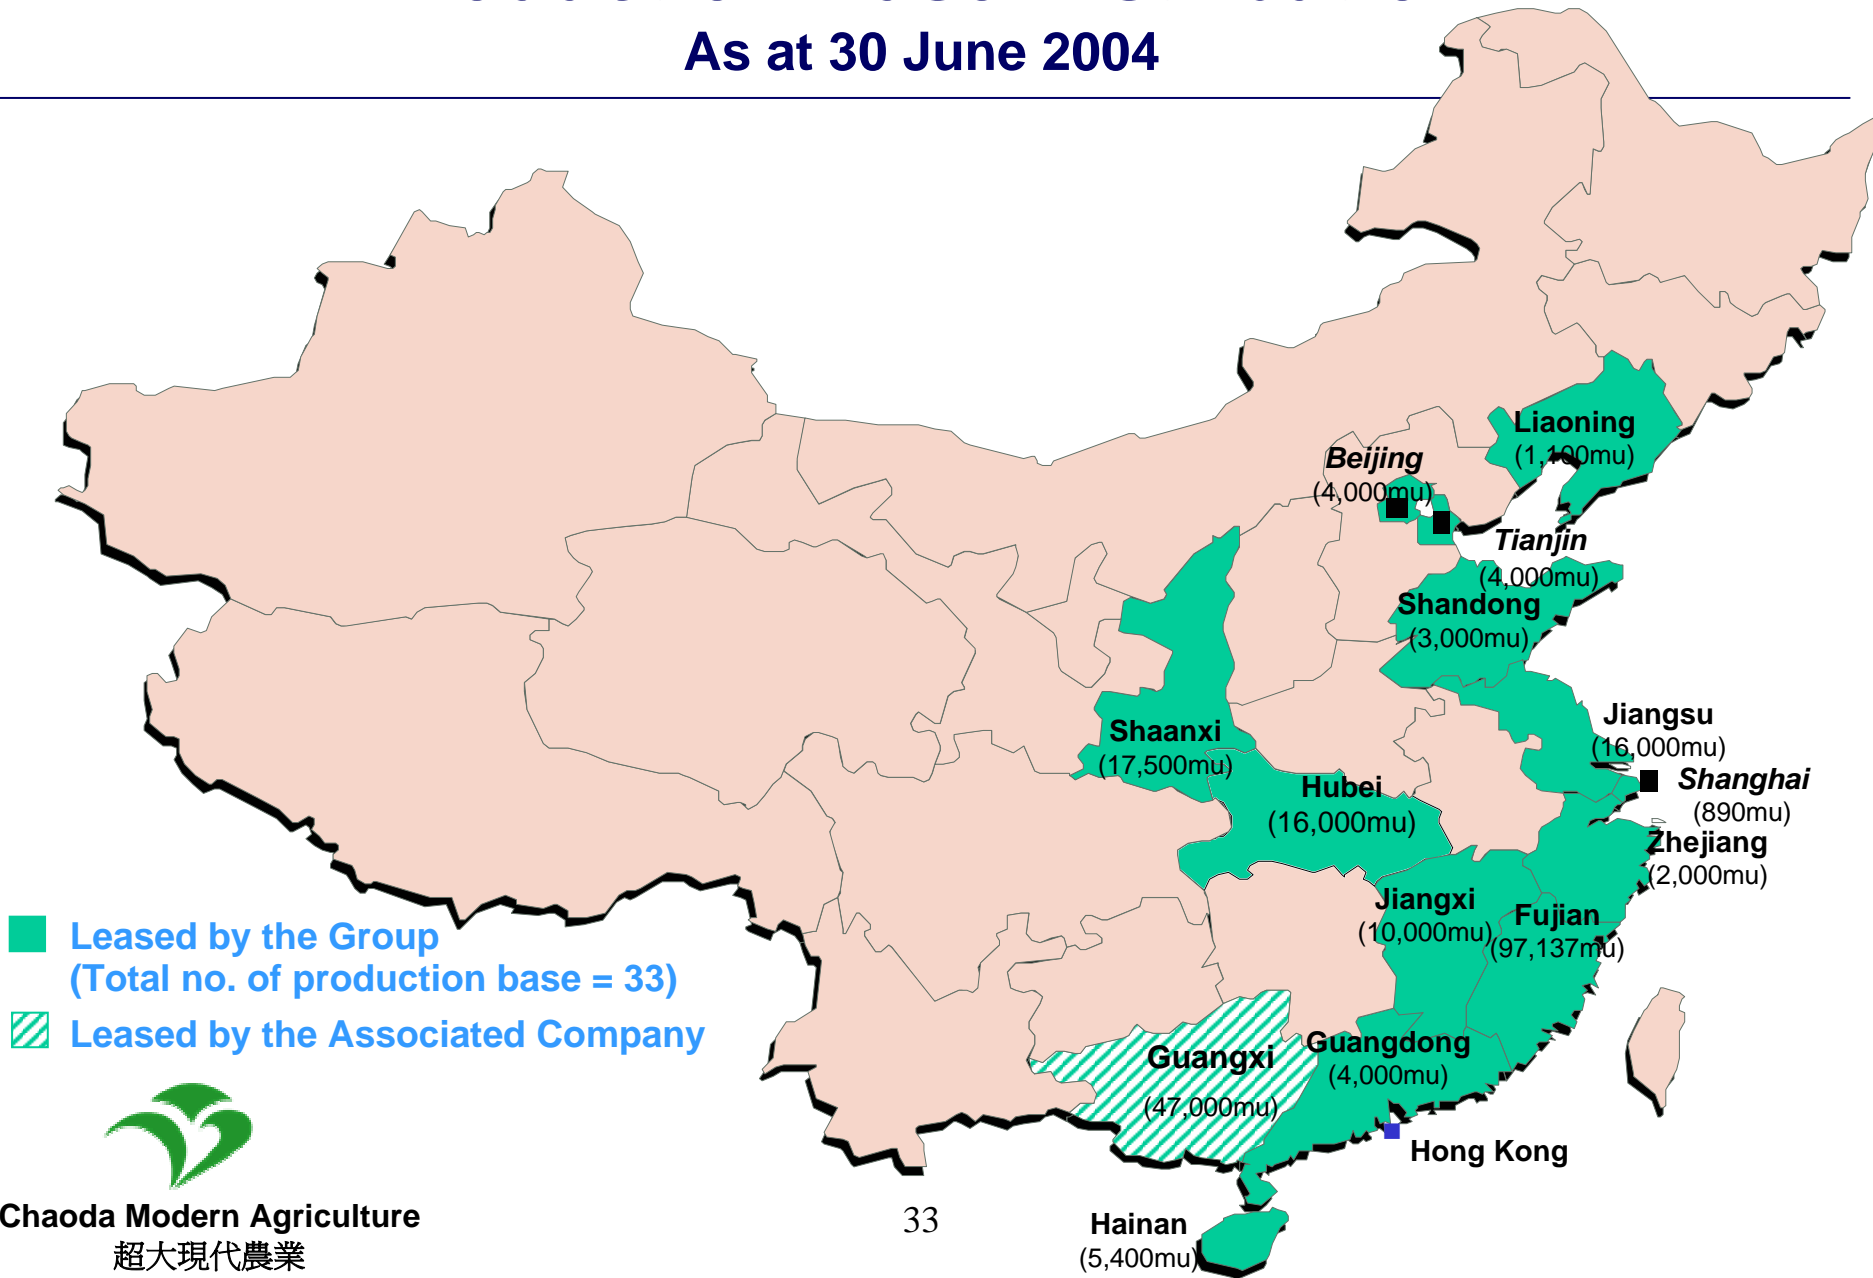 As at 30 June 2004
Liaoning
(1,100mu)
Beijing
(4,000mu)
Tianjin
(4,000mu)
Shandong
(3,000mu)
Jiangsu
(16,000mu)
Shaanxi
(17,500mu)
Shanghai
(890mu)
Hubei
(16,000mu)
Zhejiang
(2,000mu)
Jiangxi
(10,000mu)
Fujian
(97,137mu)
Leased by the Group
(Total no. of production base = 33)
Leased by the Associated Company
Guangxi
(47,000mu)
Guangdong
(4,000mu)
Hong Kong
Hainan
(5,400mu)
Chaoda Modern Agriculture
超大現代農業
33